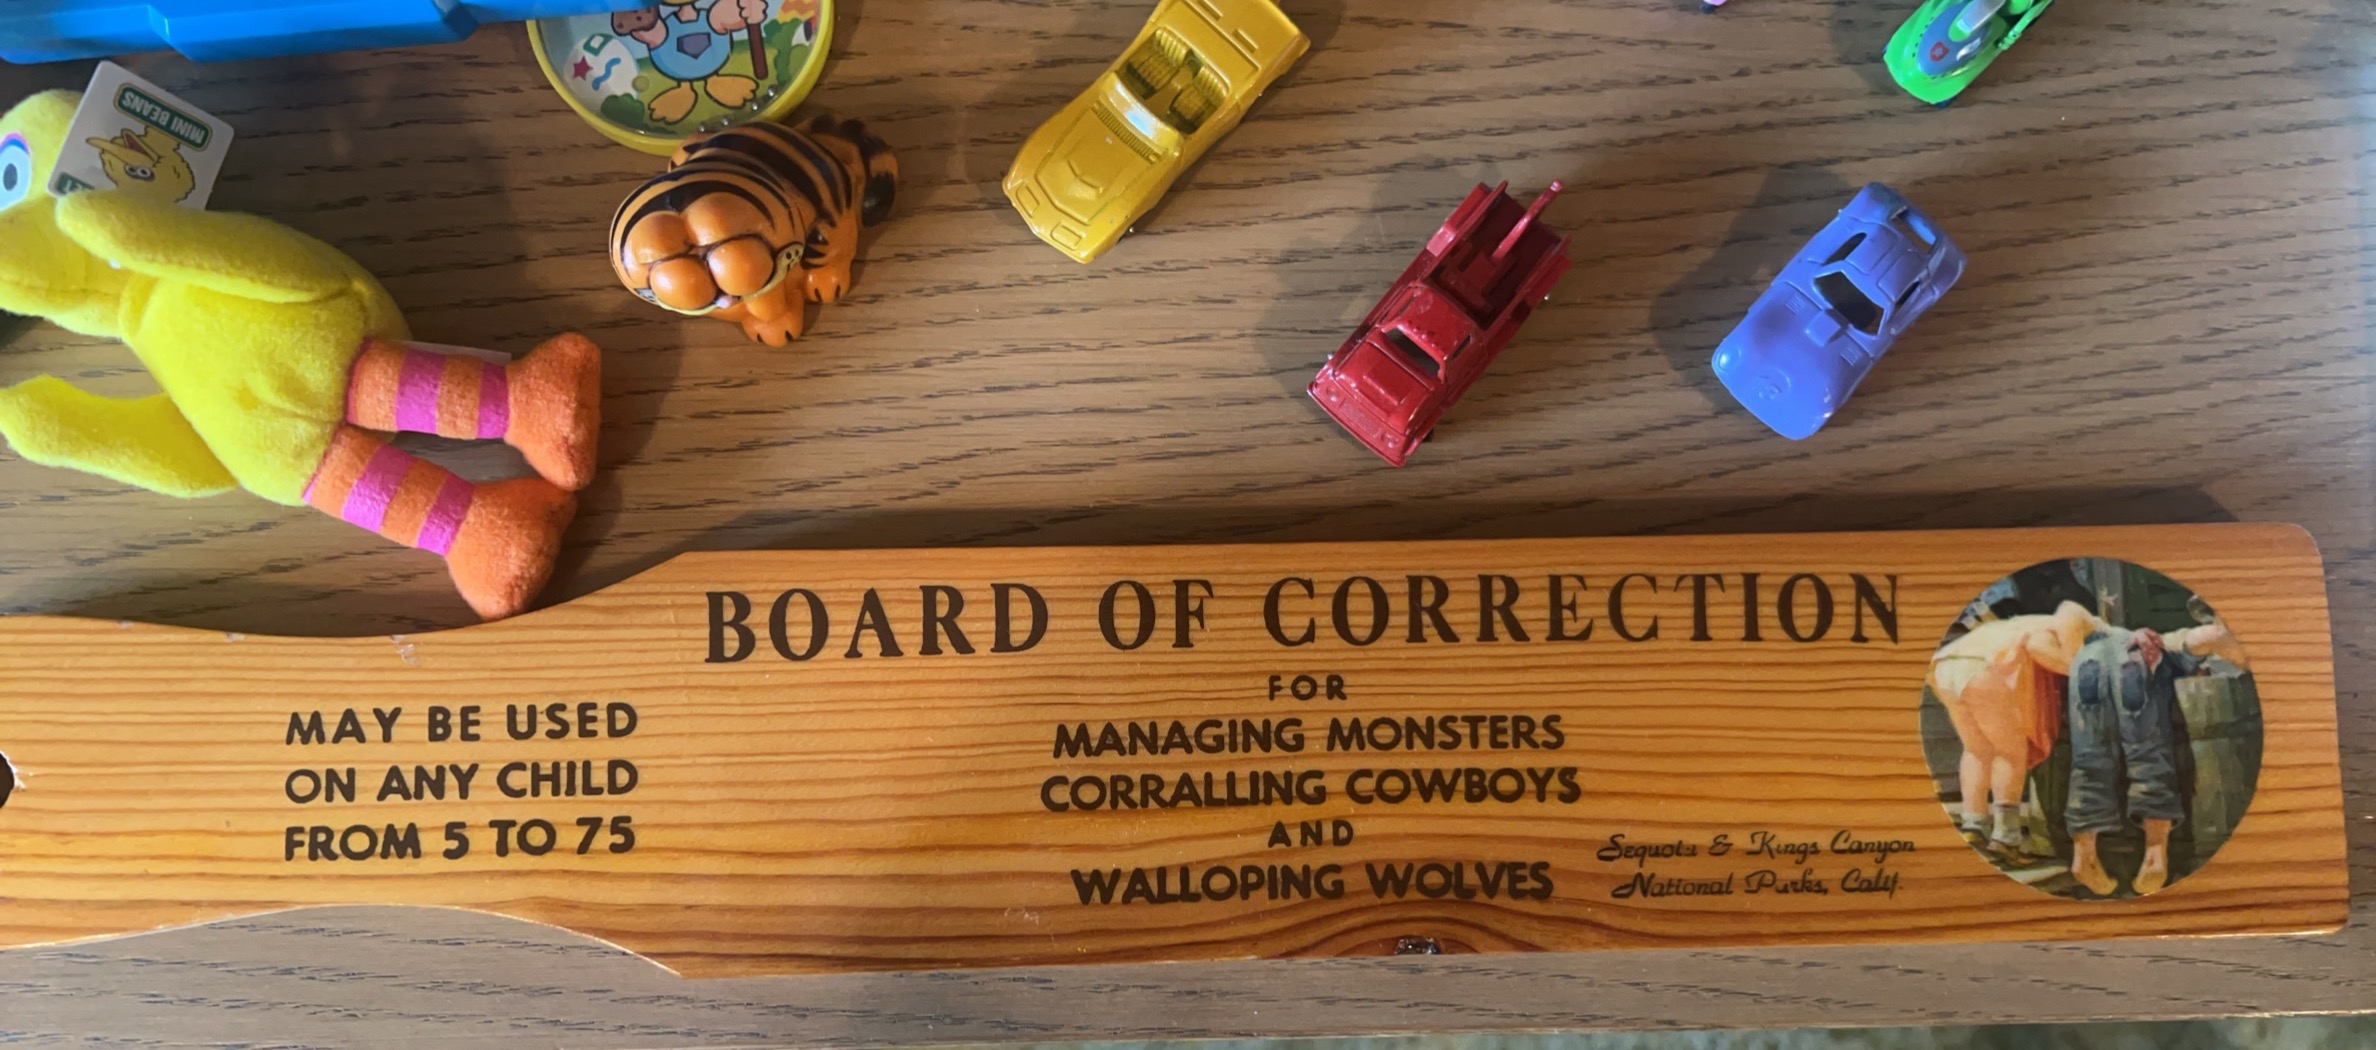 MINI BEANS
BOARD OF CORRECTION
FOR
MANAGING MONSTERS
CORRALLING COWBOYS
AND
WALLOPING WOLVES
MAY BE USED
ON ANY CHILD
FROM 5 TO 75
Sequoia & Kings Canyon
National Parks, Calif.